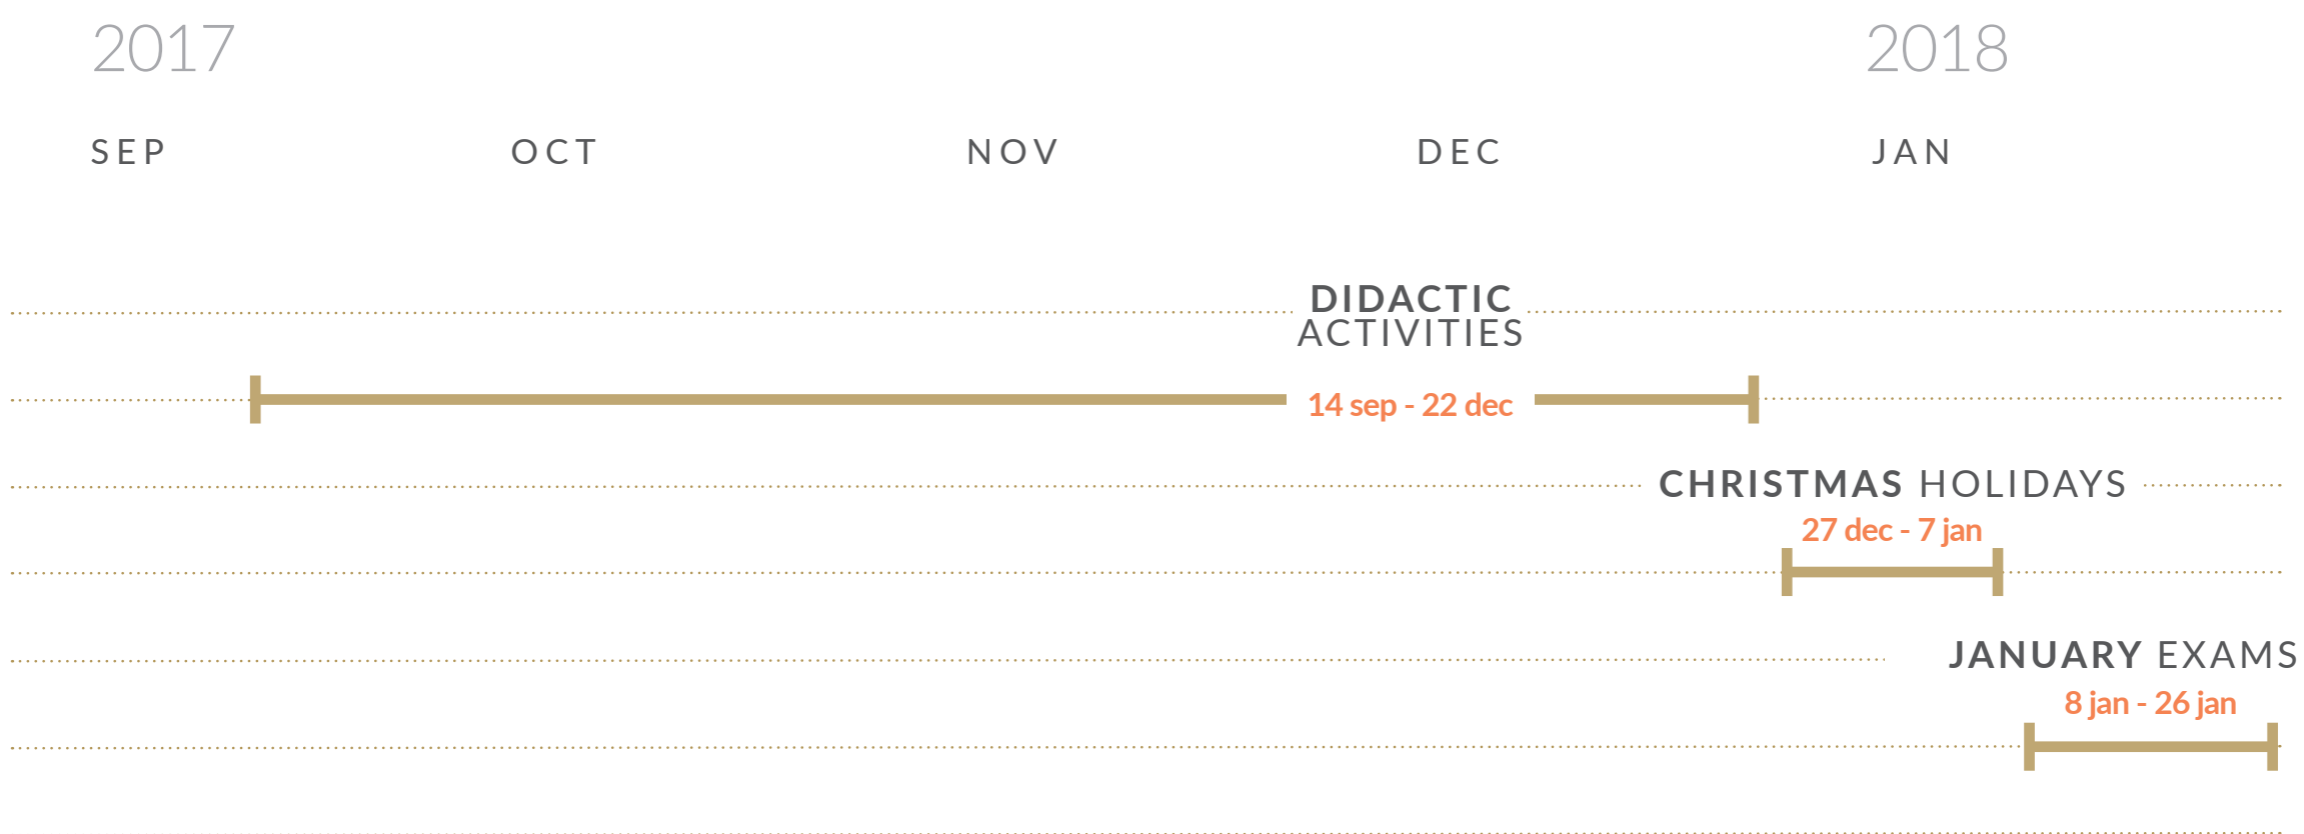 2017 2018
SEP OCT NOV DEC JAN
DIDACTIC
ACTIVITIES
14 sep - 22 dec
CHRISTMAS HOLIDAYS
27 dec - 7 jan
JANUARY EXAMS
8 jan - 26 jan